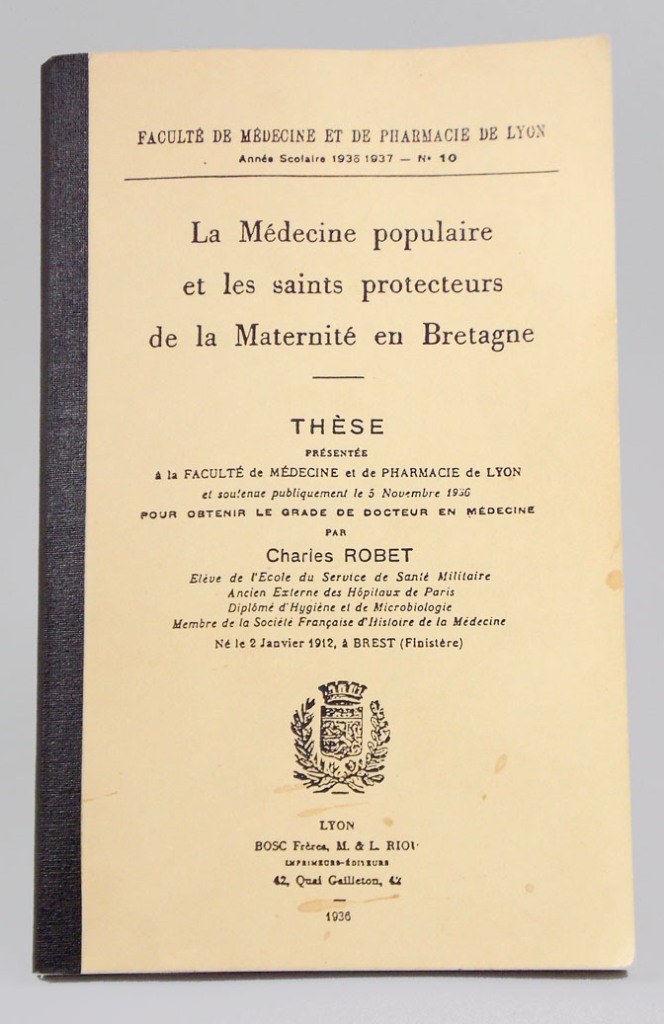 FACULTÉ DE MÉDECINE ET DE PHARMACIE DE LYON
Année Scolaire 1936 1937 — N° 10
La Médecine populaire
et les saints protecteurs
de la Maternité en Bretagne
THÈSE
PRÉSENTÉE
à la FACULTÉ de MÉDECINE et de PHARMACIE de LYON
et soutenue publiquement le 5 Novembre 1936
POUR OBTENIR LE GRADE DE DOCTEUR EN MÉDECINE
PAR
Charles ROBET
Elève de l'Ecole du Service de Santé Militaire
Ancien Externe des Hôpitaux de Paris
Diplômé d'Hygiène et de Microbiologie
Membre de la Société Française d'Histoire de la Médecine
Né le 2 Janvier 1912, à BREST (Finistère)
LYON
BOSC Frères, M. & L. RIOU
IMPRIMEURS-ÉDITEURS
42, Quai Gailleton, 42
1936